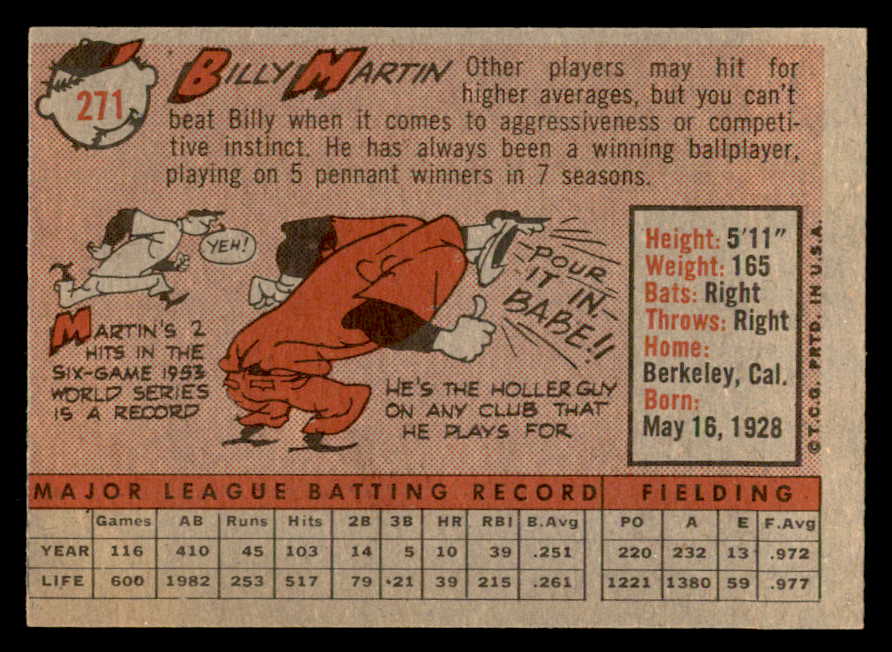 271
BILLY MARTIN
Other players may hit for
higher averages, but you can't
beat Billy when it comes to aggressiveness or competi-
tive instinct. He has always been a winning ballplayer,
playing on 5 pennant winners in 7 seasons.
YEH!
MARTIN'S 2
HITS IN THE
SIX-GAME 1953
WORLD SERIES
IS A RECORD
POUR
IT IN-
BABE!!
HE'S THE HOLLER GUY
ON ANY CLUB THAT
HE PLAYS FOR
Height: 5'11"
Weight: 165
Bats: Right
Throws: Right
Home:
Berkeley, Cal.
Born:
May 16, 1928
© T.C.G. PRTD. IN U.S.A.
MAJOR LEAGUE BATTING RECORD FIELDING
Games AB Runs Hits 2B 3B HR RBI B.Avg PO A E F.Avg
YEAR 116 410 45 103 14 5 10 39 .251 220 232 13 .972
LIFE 600 1982 253 517 79 21 39 215 .261 1221 1380 59 .977